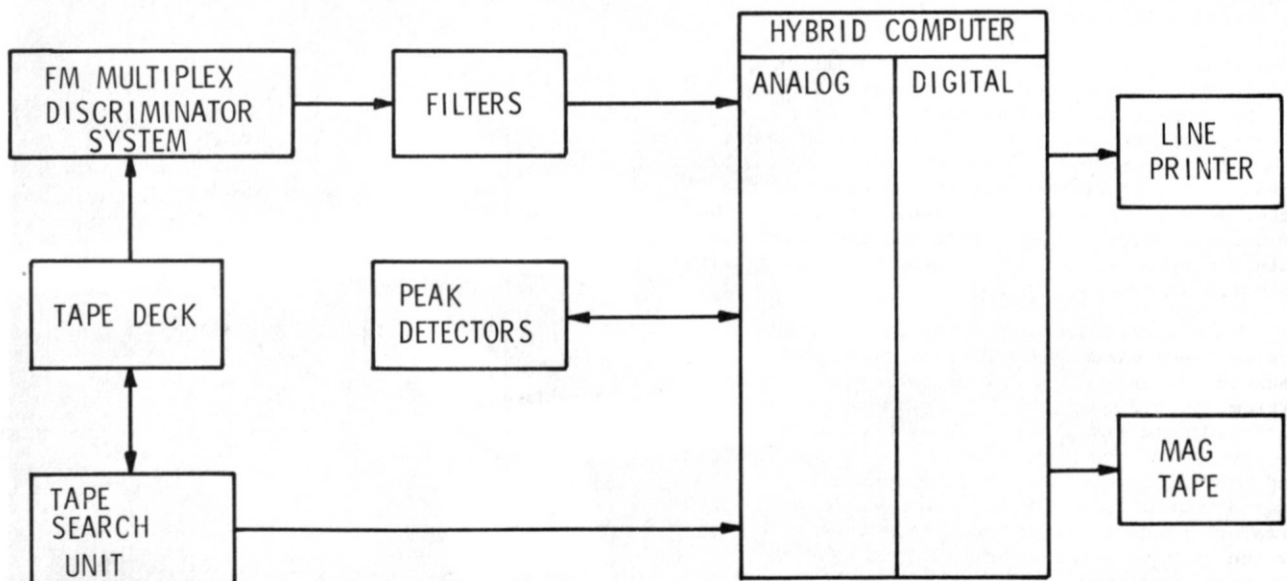 FM MULTIPLEX
DISCRIMINATOR
SYSTEM
FILTERS
HYBRID COMPUTER
ANALOG
DIGITAL
LINE
PRINTER
TAPE DECK
PEAK
DETECTORS
TAPE
SEARCH
UNIT
MAG
TAPE